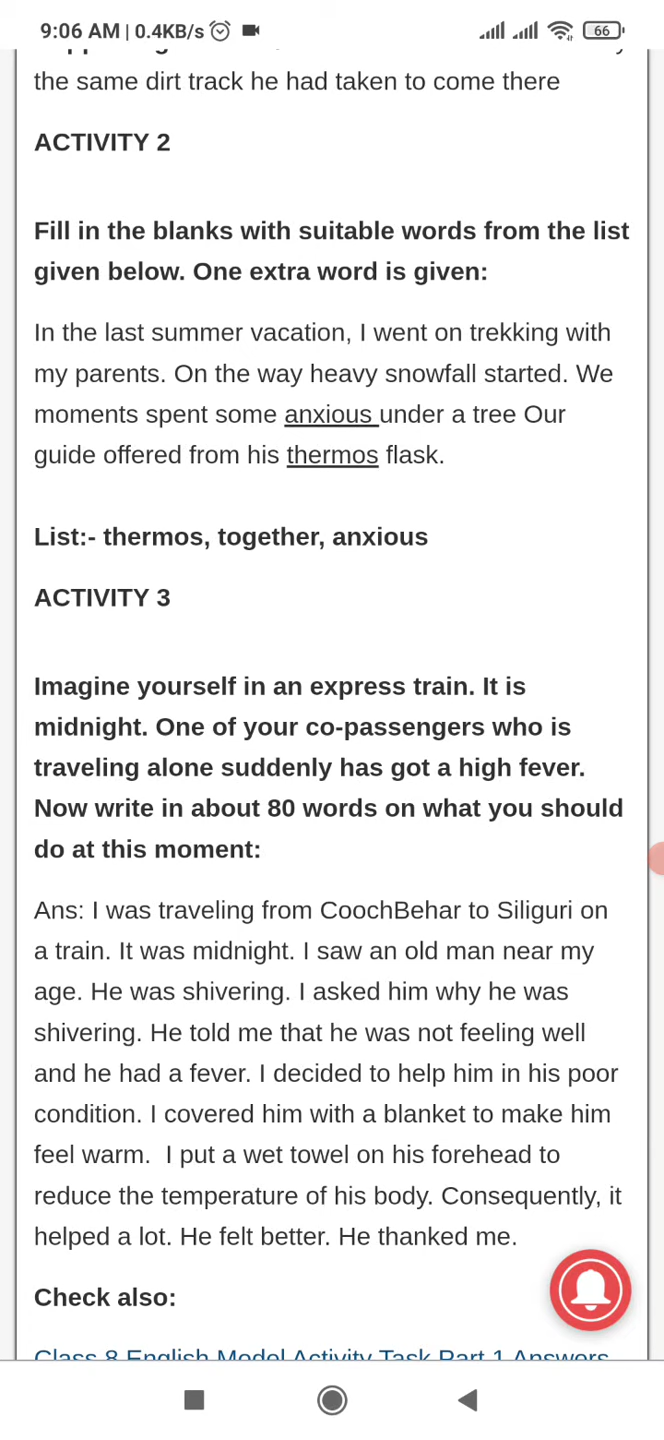 9:06 AM | 0.4KB/s
66
the same dirt track he had taken to come there
ACTIVITY 2
Fill in the blanks with suitable words from the list
given below. One extra word is given:
In the last summer vacation, I went on trekking with
my parents. On the way heavy snowfall started. We
moments spent some anxious under a tree Our
guide offered from his thermos flask.
List:- thermos, together, anxious
ACTIVITY 3
Imagine yourself in an express train. It is
midnight. One of your co-passengers who is
traveling alone suddenly has got a high fever.
Now write in about 80 words on what you should
do at this moment:
Ans: I was traveling from CoochBehar to Siliguri on
a train. It was midnight. I saw an old man near my
age. He was shivering. I asked him why he was
shivering. He told me that he was not feeling well
and he had a fever. I decided to help him in his poor
condition. I covered him with a blanket to make him
feel warm.  I put a wet towel on his forehead to
reduce the temperature of his body. Consequently, it
helped a lot. He felt better. He thanked me.
Check also:
Class 8 English Model Activity Task Part 1 Answers